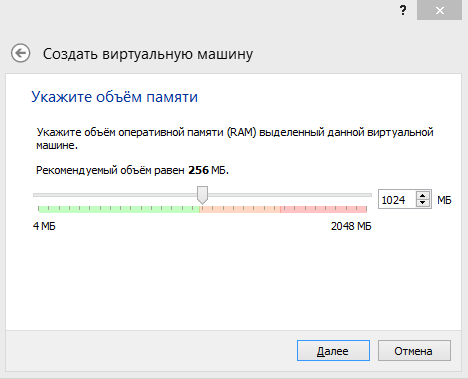 ?
Создать виртуальную машину
Укажите объём памяти
Укажите объём оперативной памяти (RAM) выделенный данной виртуальной
машине.
Рекомендуемый объём равен 256 МБ.
1024 МБ
4 МБ 2048 МБ
Далее Отмена